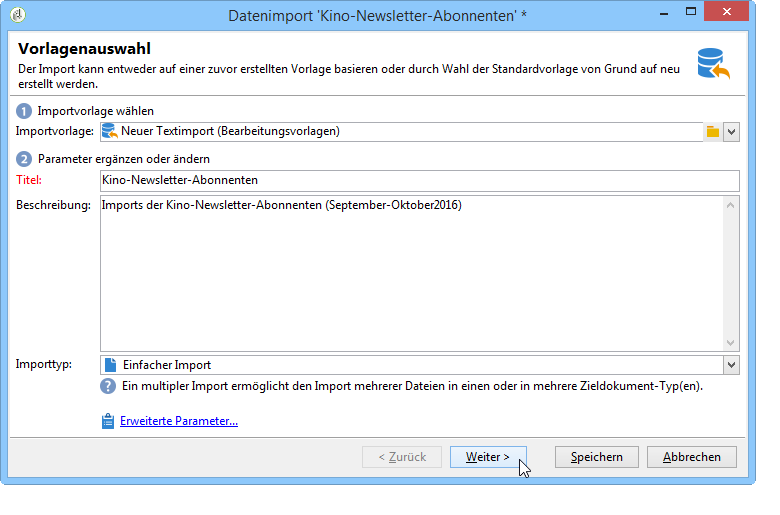 Datenimport 'Kino-Newsletter-Abonnenten' *
Vorlagenauswahl
Der Import kann entweder auf einer zuvor erstellten Vorlage basieren oder durch Wahl der Standardvorlage von Grund auf neu
erstellt werden.
1 Importvorlage wählen
Importvorlage: Neuer Textimport (Bearbeitungsvorlagen)
2 Parameter ergänzen oder ändern
Titel: Kino-Newsletter-Abonnenten
Beschreibung: Imports der Kino-Newsletter-Abonnenten (September-Oktober2016)
Importtyp: Einfacher Import
? Ein multipler Import ermöglicht den Import mehrerer Dateien in einen oder in mehrere Zieldokument-Typ(en).
Erweiterte Parameter...
< Zurück Weiter > Speichern Abbrechen